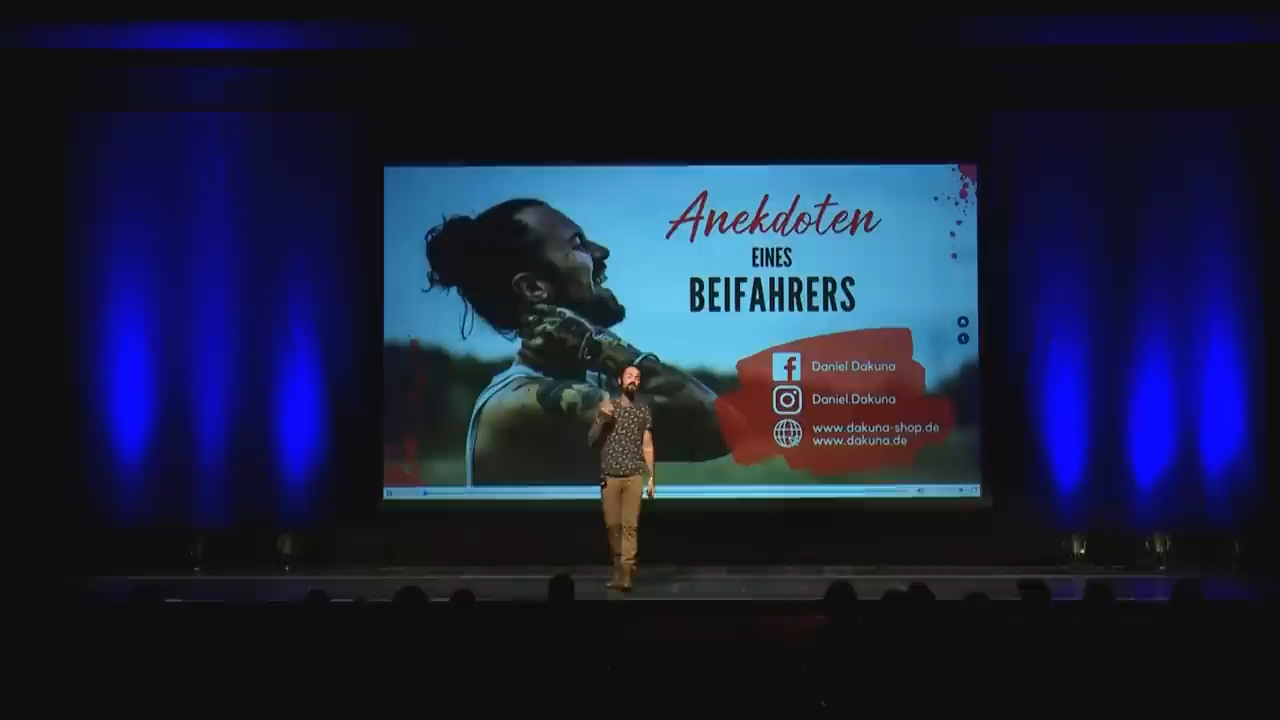 Anekdoten
EINES
BEIFAHRERS
Daniel Dakuna
Daniel.Dakuna
www.dakuna-shop.de
www.dakuna.de